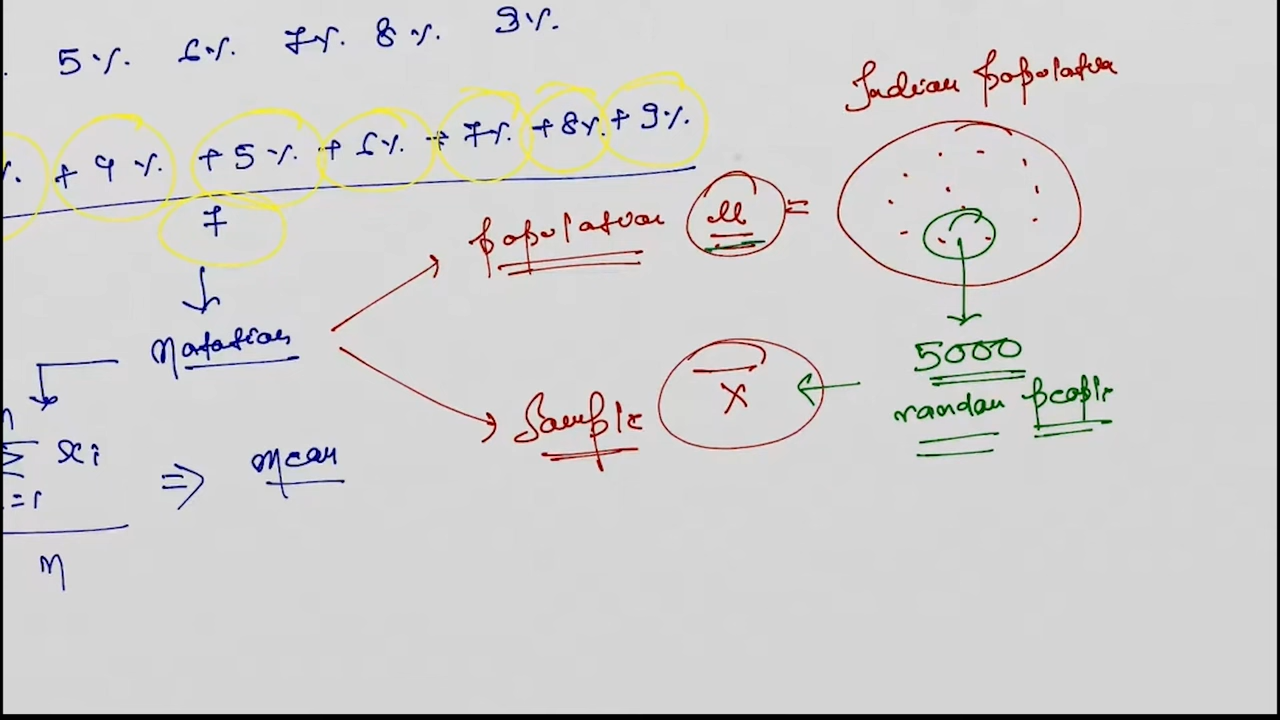 5% 6% 7% 8% 9%
Indian population
%. + 4% + 5% + 6% + 7% + 8% + 9%
7
population μ =
Notation
5000
random people
Sample X̄
n
Σ xi ⇒ mean
i=1
n